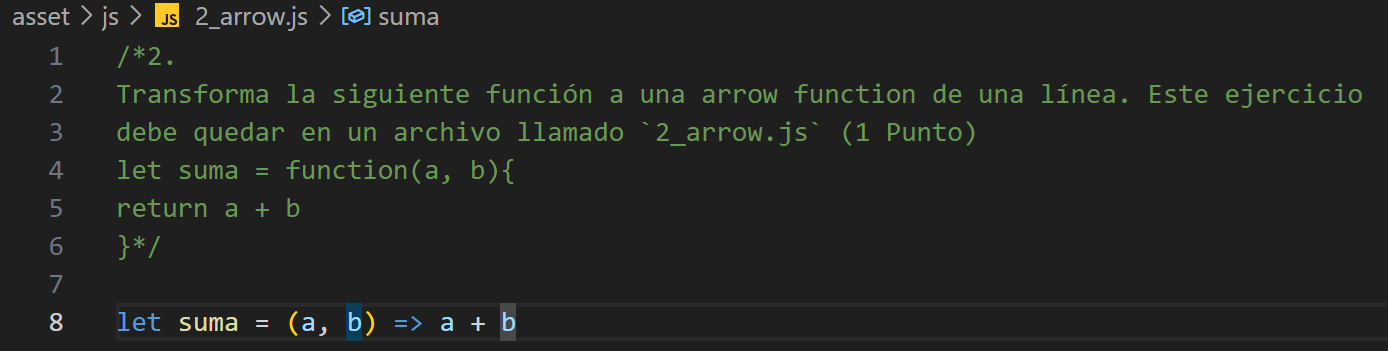 asset > js > JS 2_arrow.js > suma
1 /*2.
2 Transforma la siguiente función a una arrow function de una línea. Este ejercicio
3 debe quedar en un archivo llamado `2_arrow.js` (1 Punto)
4 let suma = function(a, b){
5 return a + b
6 }*/
7
8 let suma = (a, b) => a + b